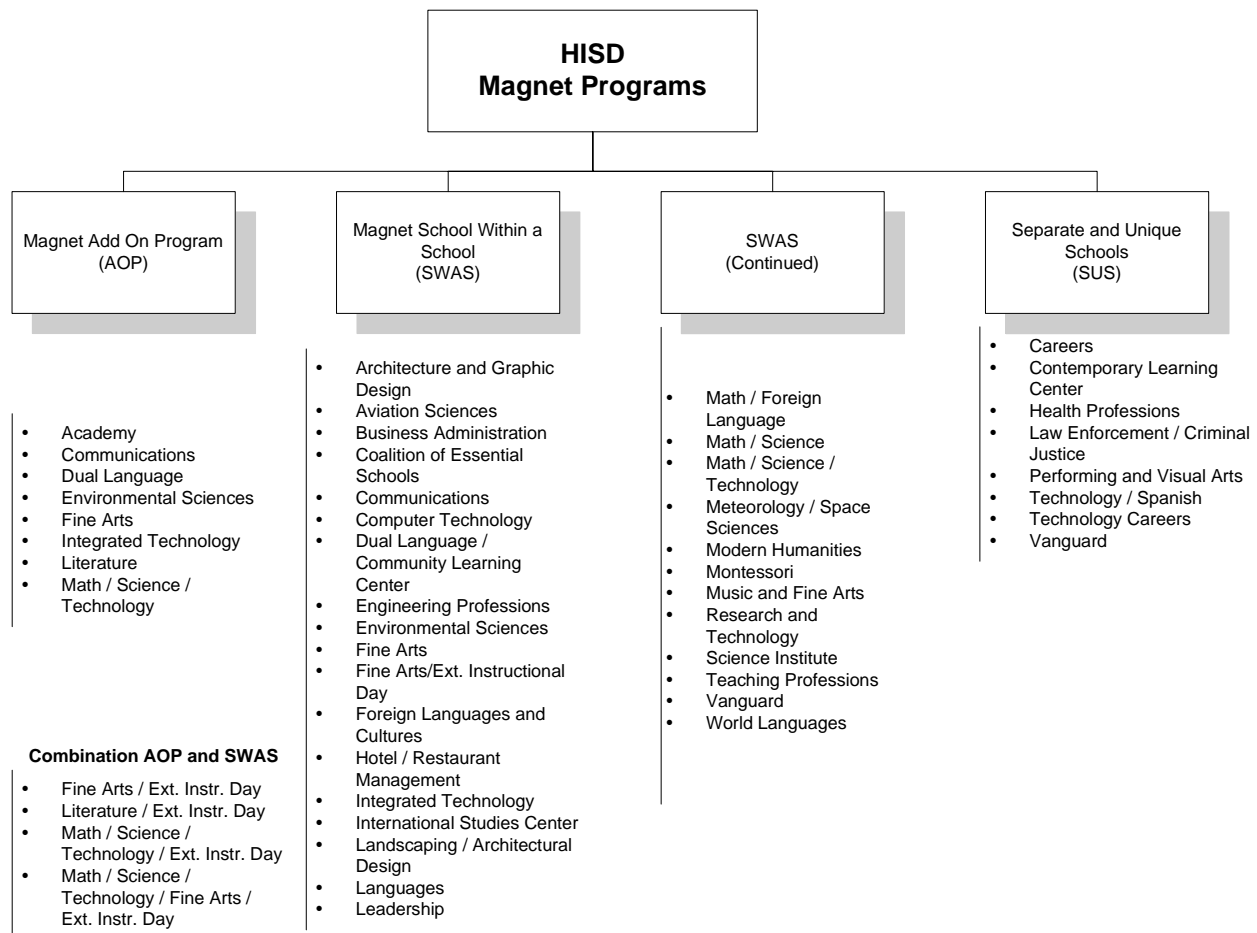 HISD
Magnet Programs
Magnet Add On Program
(AOP)
• Academy
• Communications
• Dual Language
• Environmental Sciences
• Fine Arts
• Integrated Technology
• Literature
• Math / Science /
Technology
Combination AOP and SWAS
• Fine Arts / Ext. Instr. Day
• Literature / Ext. Instr. Day
• Math / Science /
Technology / Ext. Instr. Day
• Math / Science /
Technology / Fine Arts /
Ext. Instr. Day
Magnet School Within a
School
(SWAS)
• Architecture and Graphic
Design
• Aviation Sciences
• Business Administration
• Coalition of Essential
Schools
• Communications
• Computer Technology
• Dual Language /
Community Learning
Center
• Engineering Professions
• Environmental Sciences
• Fine Arts
• Fine Arts/Ext. Instructional
Day
• Foreign Languages and
Cultures
• Hotel / Restaurant
Management
• Integrated Technology
• International Studies Center
• Landscaping / Architectural
Design
• Languages
• Leadership
SWAS
(Continued)
• Math / Foreign
Language
• Math / Science
• Math / Science /
Technology
• Meteorology / Space
Sciences
• Modern Humanities
• Montessori
• Music and Fine Arts
• Research and
Technology
• Science Institute
• Teaching Professions
• Vanguard
• World Languages
Separate and Unique
Schools
(SUS)
• Careers
• Contemporary Learning
Center
• Health Professions
• Law Enforcement / Criminal
Justice
• Performing and Visual Arts
• Technology / Spanish
• Technology Careers
• Vanguard